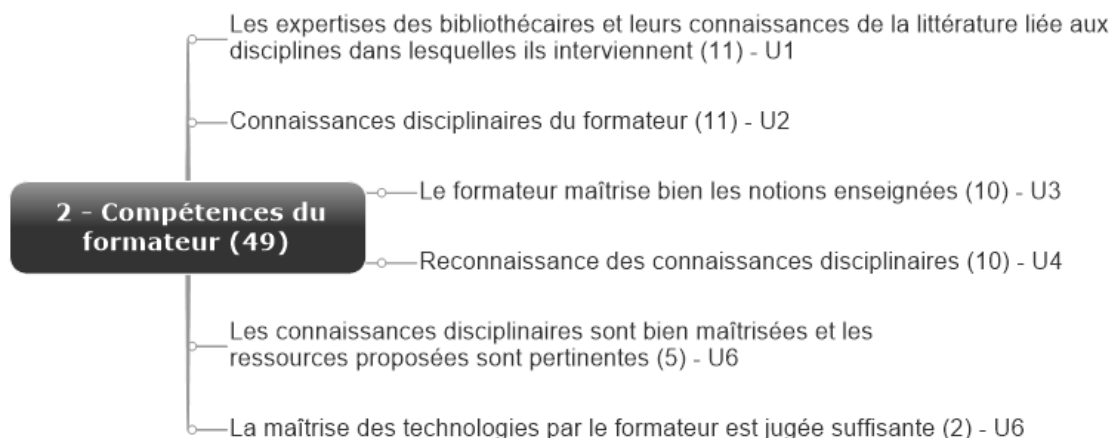 Les expertises des bibliothécaires et leurs connaissances de la littérature liée aux
disciplines dans lesquelles ils interviennent (11) - U1
Connaissances disciplinaires du formateur (11) - U2
2 - Compétences du
formateur (49)
Le formateur maîtrise bien les notions enseignées (10) - U3
Reconnaissance des connaissances disciplinaires (10) - U4
Les connaissances disciplinaires sont bien maîtrisées et les
ressources proposées sont pertinentes (5) - U6
La maîtrise des technologies par le formateur est jugée suffisante (2) - U6